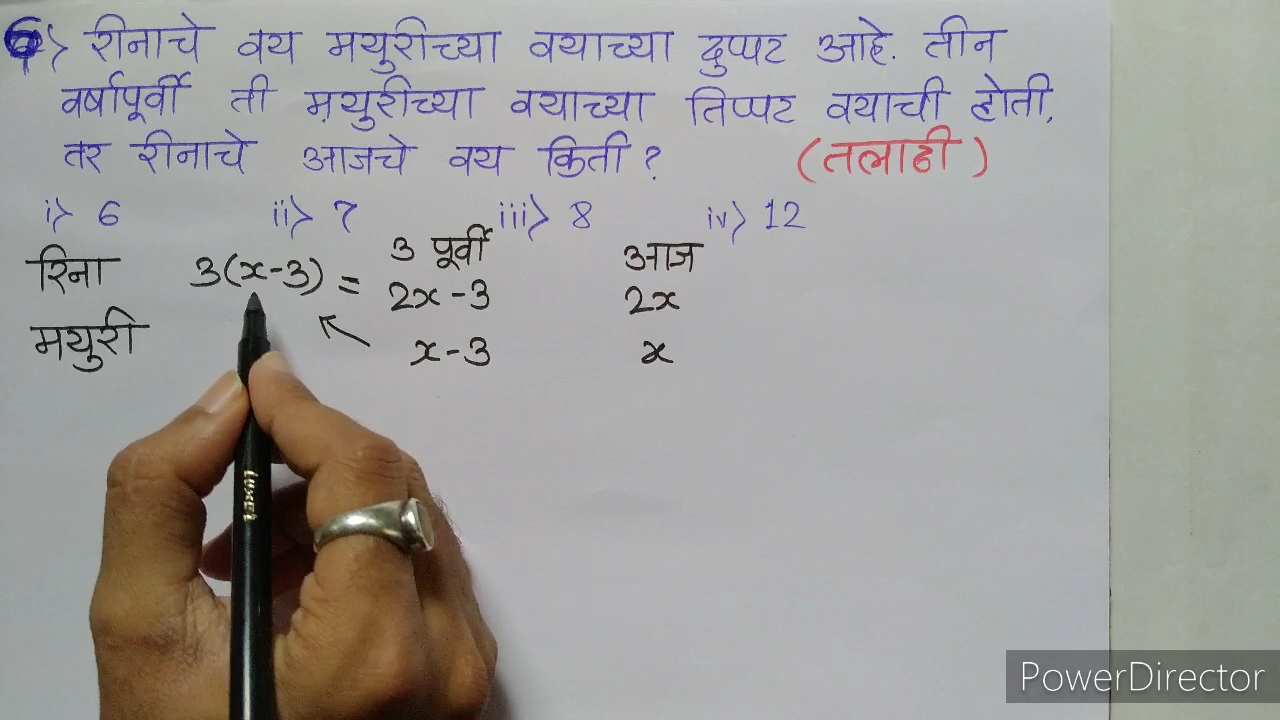 6> रीनाचे वय मयुरीच्या वयाच्या दुप्पट आहे. तीन
वर्षापूर्वी ती मयुरीच्या वयाच्या तिप्पट वयाची होती.
तर रीनाचे आजचे वय किती? (तलाठी)
i> 6 ii> 7 iii> 8 iv> 12
3 पूर्वी आज
रिना 3(x-3) = 2x-3 2x
मयुरी x-3 x
LUXOR
PowerDirector